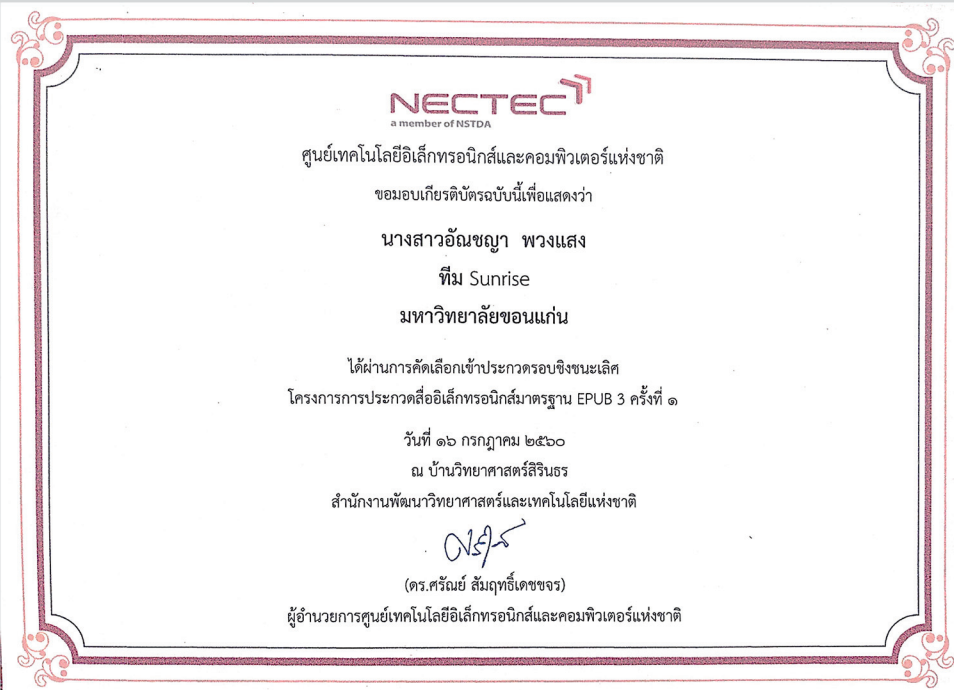 NECTEC
a member of NSTDA
ศูนย์เทคโนโลยีอิเล็กทรอนิกส์และคอมพิวเตอร์แห่งชาติ
ขอมอบเกียรติบัตรฉบับนี้เพื่อแสดงว่า
นางสาวอัณชญา พวงแสง
ทีม Sunrise
มหาวิทยาลัยขอนแก่น
ได้ผ่านการคัดเลือกเข้าประกวดรอบชิงชนะเลิศ
โครงการการประกวดสื่ออิเล็กทรอนิกส์มาตรฐาน EPUB 3 ครั้งที่ ๑
วันที่ ๑๖ กรกฎาคม ๒๕๖๐
ณ บ้านวิทยาศาสตร์สิรินธร
สำนักงานพัฒนาวิทยาศาสตร์และเทคโนโลยีแห่งชาติ
(ดร.ศรัณย์ สัมฤทธิ์เดชขจร)
ผู้อำนวยการศูนย์เทคโนโลยีอิเล็กทรอนิกส์และคอมพิวเตอร์แห่งชาติ